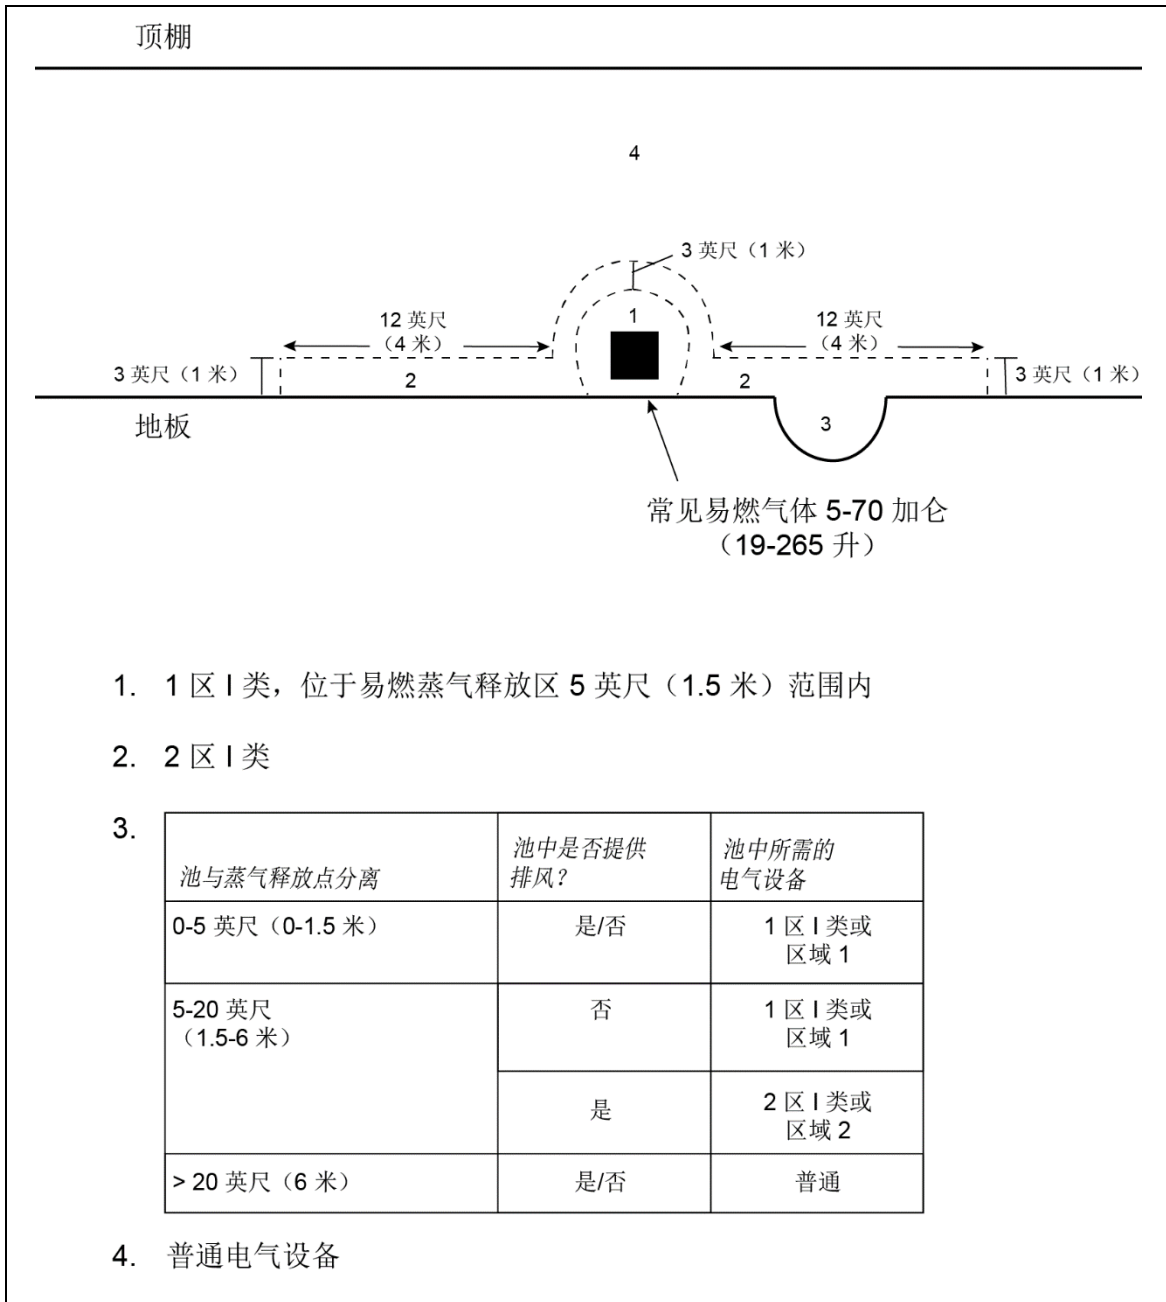 顶棚
4
3 英尺（1 米）
1
12 英尺
（4 米）
12 英尺
（4 米）
3 英尺（1 米）
2
2
3 英尺（1 米）
地板
3
常见易燃气体 5-70 加仑
（19-265 升）
1. 1 区 I 类，位于易燃蒸气释放区 5 英尺（1.5 米）范围内
2. 2 区 I 类
3.
池与蒸气释放点分离
池中是否提供
排风？
池中所需的
电气设备
0-5 英尺（0-1.5 米）
是/否
1 区 I 类或
区域 1
5-20 英尺
（1.5-6 米）
否
1 区 I 类或
区域 1
是
2 区 I 类或
区域 2
> 20 英尺（6 米）
是/否
普通
4. 普通电气设备